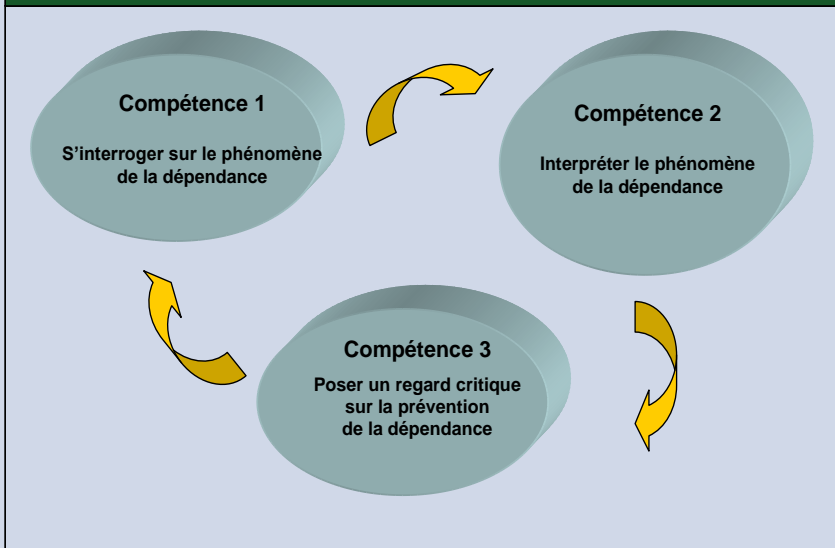 Compétence 1
S’interroger sur le phénomène
de la dépendance
Compétence 2
Interpréter le phénomène
de la dépendance
Compétence 3
Poser un regard critique
sur la prévention
de la dépendance